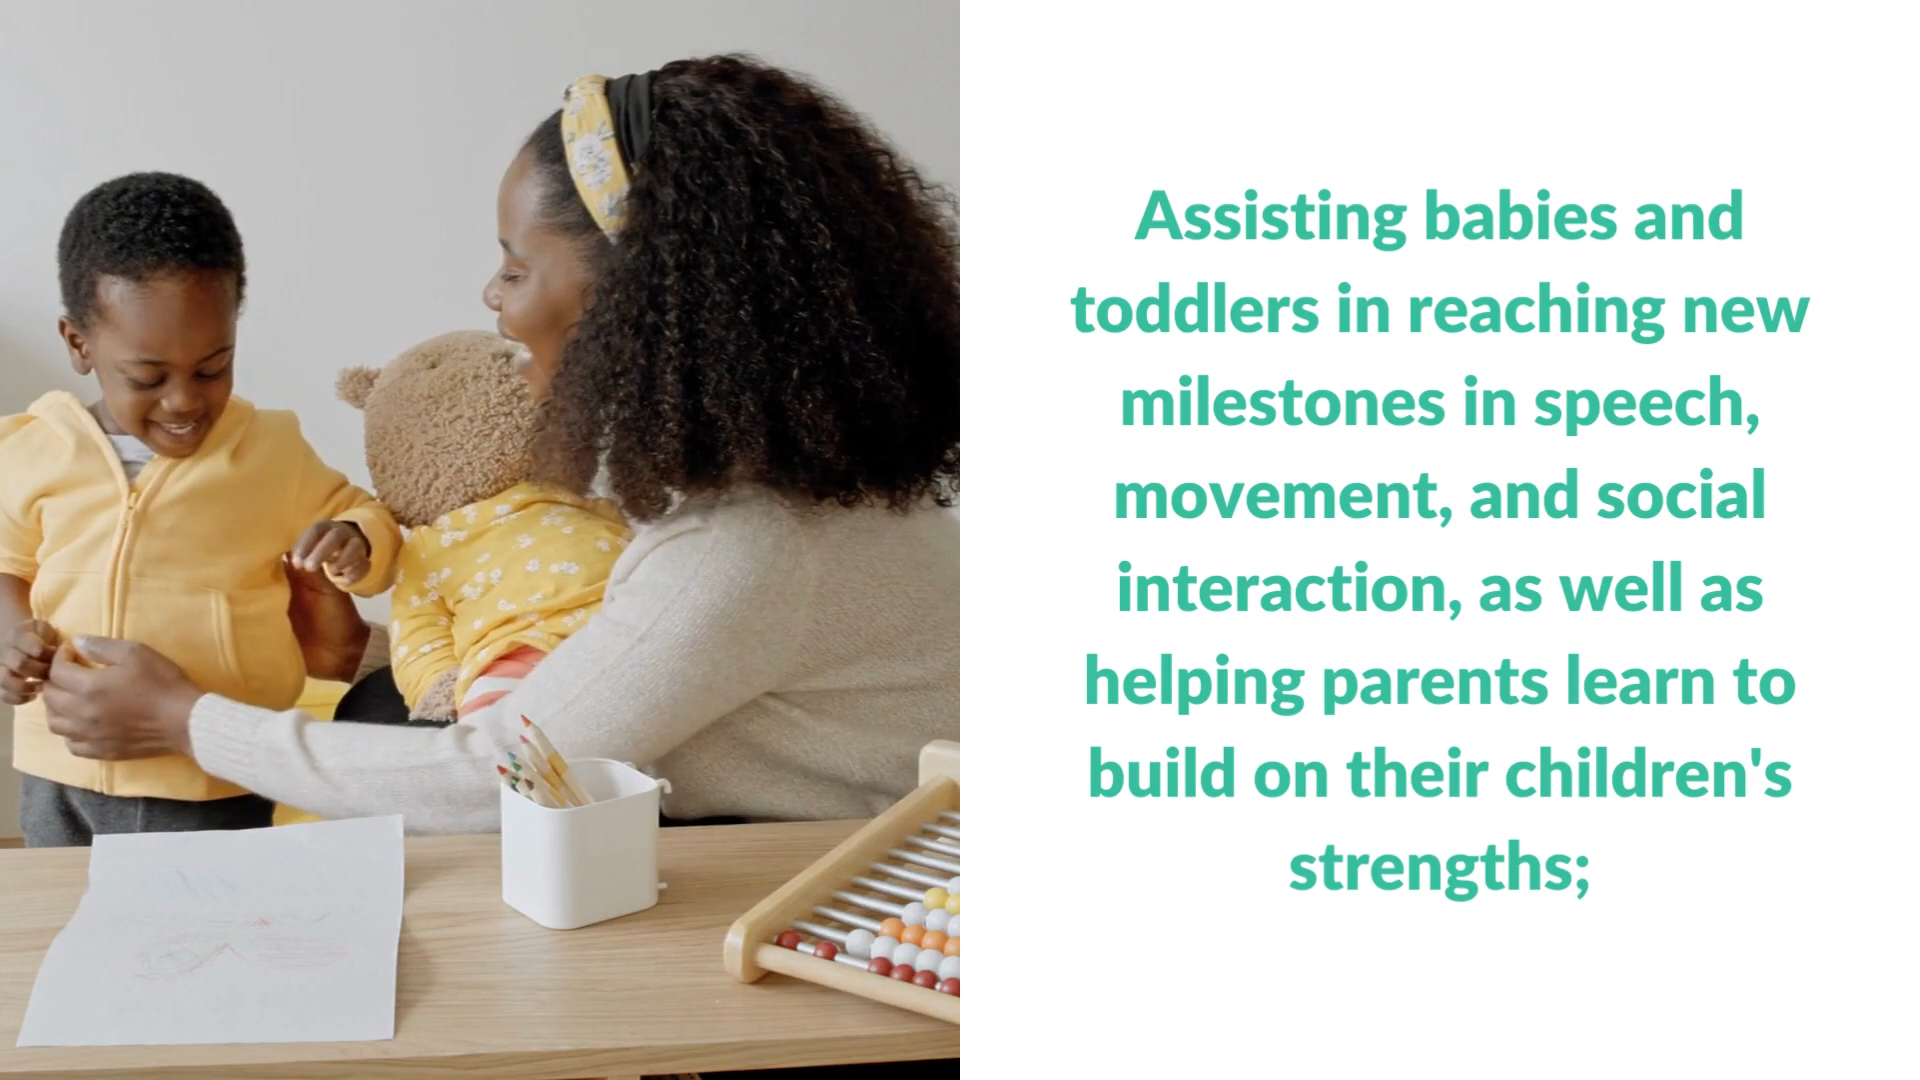 Assisting babies and
toddlers in reaching new
milestones in speech,
movement, and social
interaction, as well as
helping parents learn to
build on their children's
strengths;